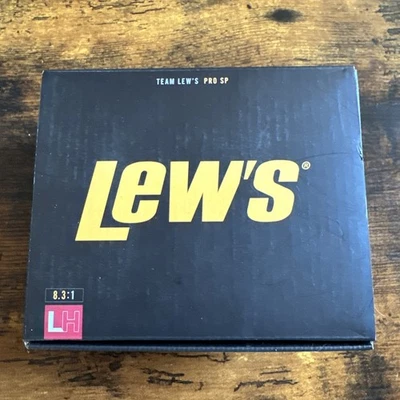 TEAM LEW'S PRO SP
Lew's®
8.3:1
LH